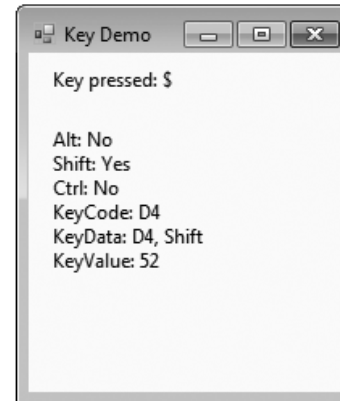 Key Demo
Key pressed: $
Alt: No
Shift: Yes
Ctrl: No
KeyCode: D4
KeyData: D4, Shift
KeyValue: 52